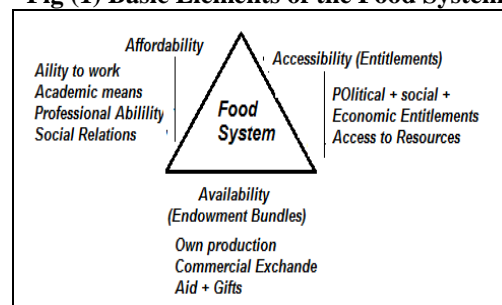 Fig (1) Basic Elements of the Food System
Affordability
Aility to work
Academic means
Professional Abilility
Social Relations
Food
System
Accessibility (Entitlements)
POlitical + social +
Economic Entitlements
Access to Resources
Availability
(Endowment Bundles)
Own production
Commercial Exchande
Aid + Gifts